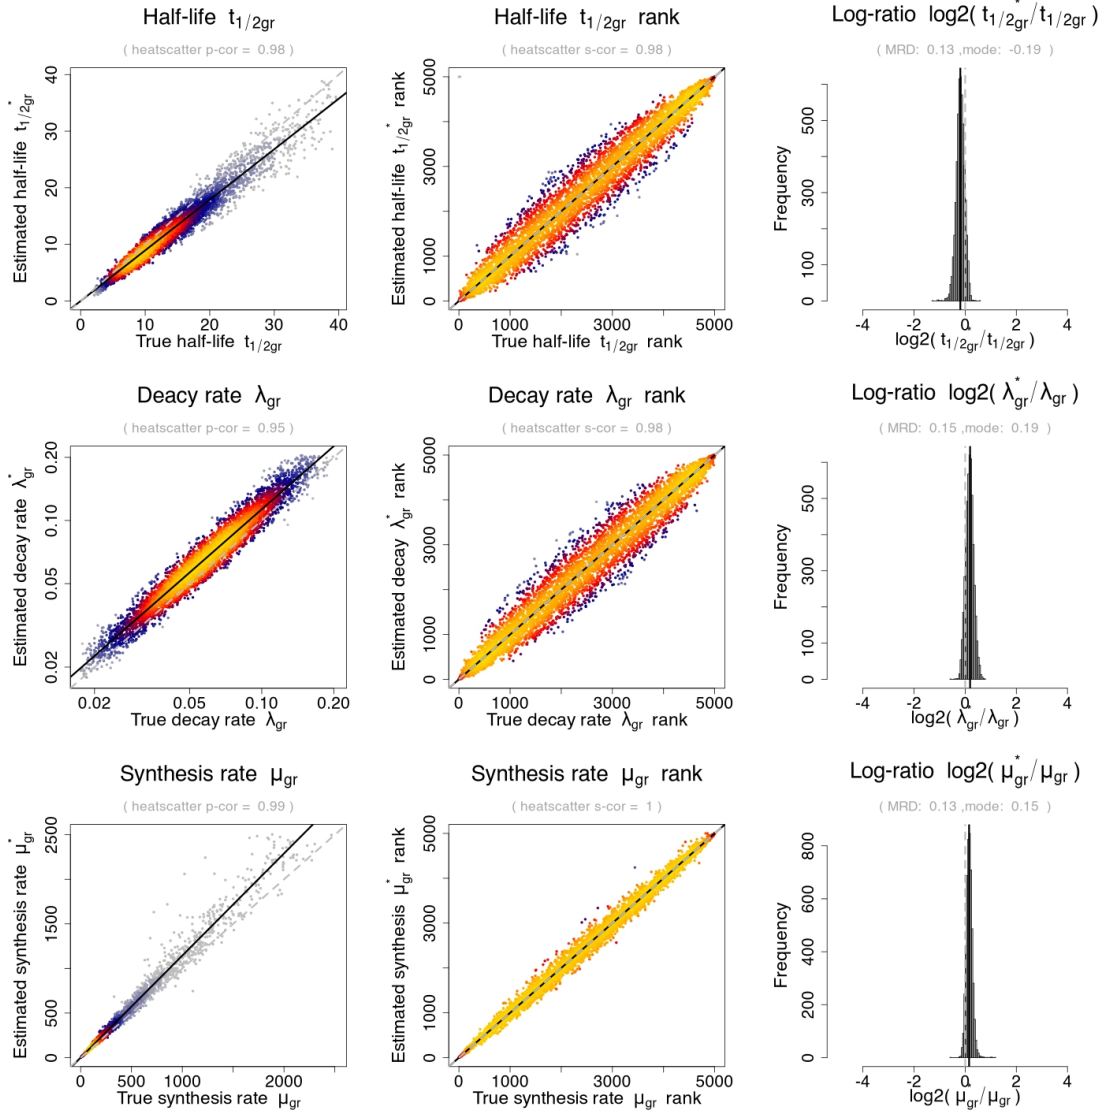 Half-life t1/2gr
( heatscatter p-cor = 0.98 )
Estimated half-life t*1/2gr
40
30
20
10
0
0 10 20 30 40
True half-life t1/2gr
Half-life t1/2gr rank
( heatscatter s-cor = 0.98 )
Estimated half-life t*1/2gr rank
5000
3000
1000
0
0 1000 3000 5000
True half-life t1/2gr rank
Log-ratio log2( t*1/2gr/t1/2gr )
( MRD: 0.13 ,mode: -0.19 )
Frequency
500
300
100
0
-4 -2 0 2 4
log2( t*1/2gr/t1/2gr )
Deacy rate λgr
( heatscatter p-cor = 0.95 )
Estimated decay rate λ*gr
0.20
0.10
0.05
0.02
0.02 0.05 0.10 0.20
True decay rate λgr
Decay rate λgr rank
( heatscatter s-cor = 0.98 )
Estimated decay λ*gr rank
5000
3000
1000
0
0 1000 3000 5000
True decay rate λgr rank
Log-ratio log2( λ*gr/λgr )
( MRD: 0.15 ,mode: 0.19 )
Frequency
500
300
100
0
-4 -2 0 2 4
log2( λ*gr/λgr )
Synthesis rate μgr
( heatscatter p-cor = 0.99 )
Estimated synthesis rate μ*gr
2500
1500
500
0
0 500 1000 2000
True synthesis rate μgr
Synthesis rate μgr rank
( heatscatter s-cor = 1 )
Estimated synthesis μ*gr rank
5000
3000
1000
0
0 1000 3000 5000
True synthesis rate μgr rank
Log-ratio log2( μ*gr/μgr )
( MRD: 0.13 ,mode: 0.15 )
Frequency
800
600
400
200
0
-4 -2 0 2 4
log2( μ*gr/μgr )